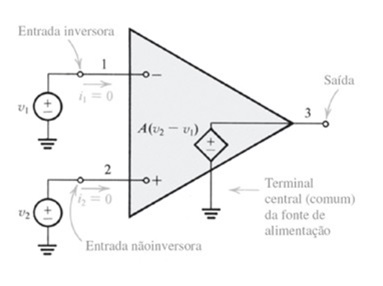 Entrada inversora
1
−
v₁
i₁ = 0
A(v₂ − v₁)
Saída
3
2
+
v₂
i₂ = 0
Entrada nãoinversora
Terminal
central (comum)
da fonte de
alimentação